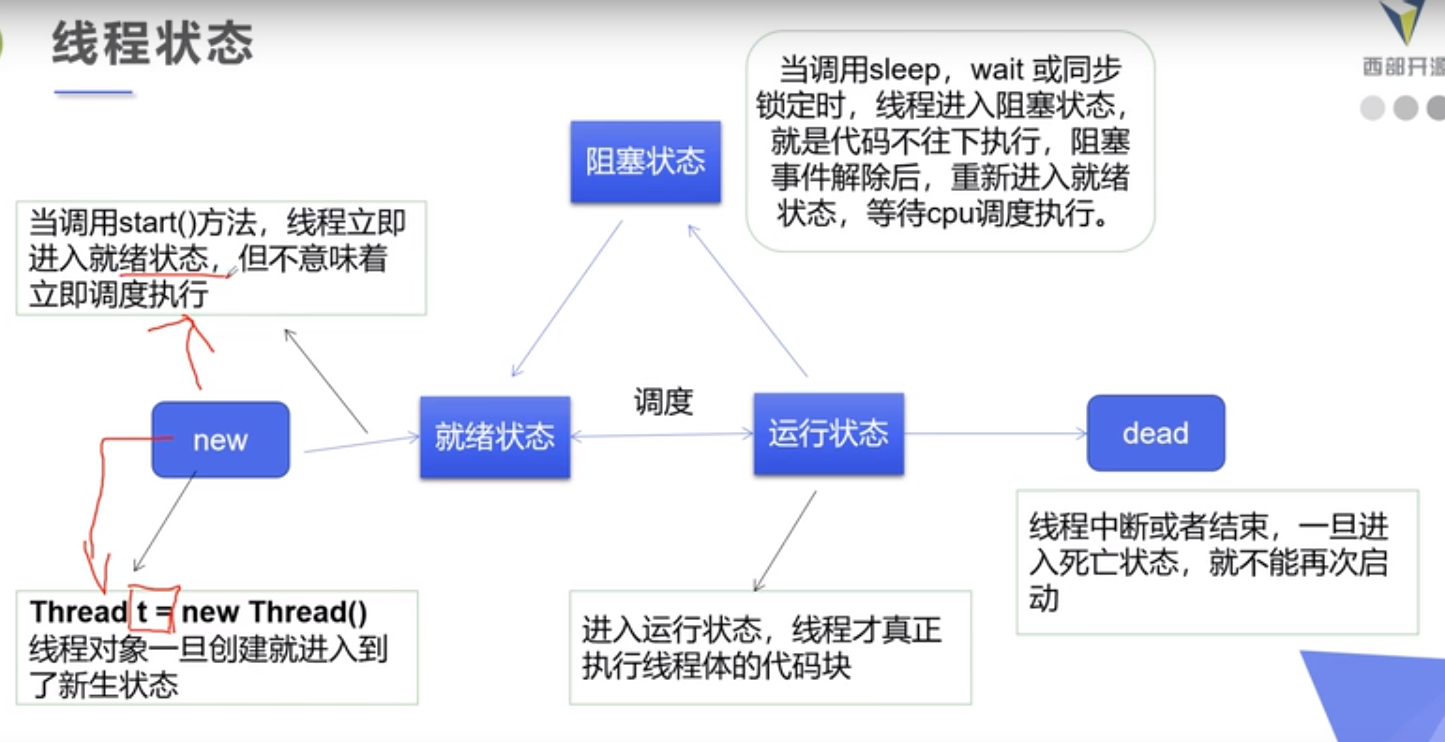 线程状态
西部开源
当调用sleep，wait 或同步
锁定时，线程进入阻塞状态，
就是代码不往下执行，阻塞
事件解除后，重新进入就绪
状态，等待cpu调度执行。
阻塞状态
当调用start()方法，线程立即
进入就绪状态，但不意味着
立即调度执行
new
就绪状态
调度
运行状态
dead
Thread t = new Thread()
线程对象一旦创建就进入到
了新生状态
进入运行状态，线程才真正
执行线程体的代码块
线程中断或者结束，一旦进
入死亡状态，就不能再次启
动